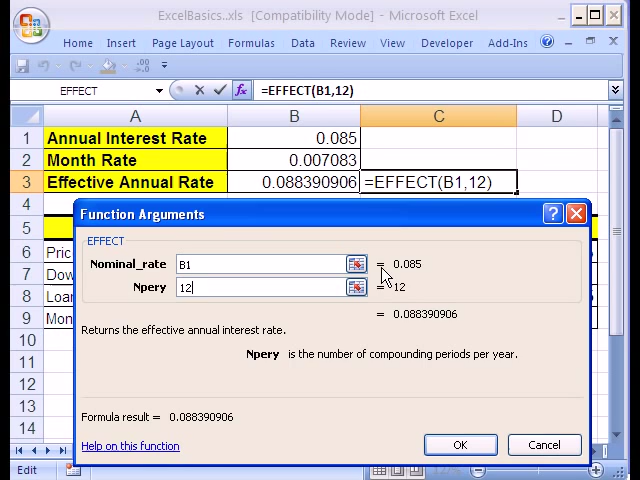 ExcelBasics.xls [Compatibility Mode] - Microsoft Excel
Home Insert Page Layout Formulas Data Review View Developer Add-Ins
EFFECT fx =EFFECT(B1,12)
A B C D
1 Annual Interest Rate 0.085
2 Month Rate 0.007083
3 Effective Annual Rate 0.088390906 =EFFECT(B1,12)
4
5
6 Pric
7 Dow
8 Loar
9 Mon
10
11
12
13
14
Function Arguments
EFFECT
Nominal_rate B1 = 0.085
Npery 12 = 12
= 0.088390906
Returns the effective annual interest rate.
Npery is the number of compounding periods per year.
Formula result = 0.088390906
Help on this function OK Cancel
Edit